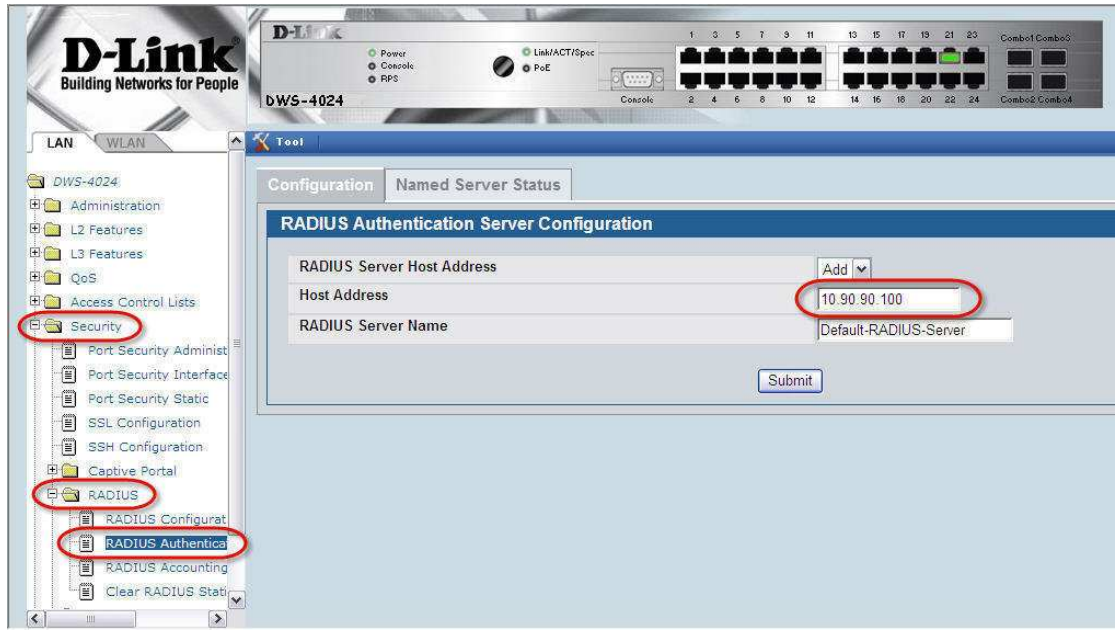 D-Link
Building Networks for People
D-Link
Power
Console
RPS
Link/ACT/Spec
PoE
DWS-4024
Console
1 3 5 7 9 11 13 15 17 19 21 23
2 4 6 8 10 12 14 16 18 20 22 24
Combo1 Combo3
Combo2 Combo4
LAN WLAN
Tool
DWS-4024
Administration
L2 Features
L3 Features
QoS
Access Control Lists
Security
Port Security Administ
Port Security Interface
Port Security Static
SSL Configuration
SSH Configuration
Captive Portal
RADIUS
RADIUS Configurat
RADIUS Authentica
RADIUS Accounting
Clear RADIUS Stati
Configuration Named Server Status
RADIUS Authentication Server Configuration
RADIUS Server Host Address Add
Host Address 10.90.90.100
RADIUS Server Name Default-RADIUS-Server
Submit